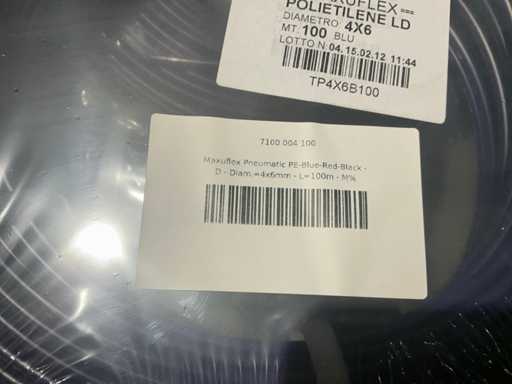 POLIETILENE LD
DIAMETRO 4X6
MT. 100 BLU
LOTTO N. 04.15.02.12 11:44
TP4X6B100
7100 004 100
Maxuflex Pneumatic PE-Blue-Red-Black -
D - Diam.=4x6mm - L=100m - M%